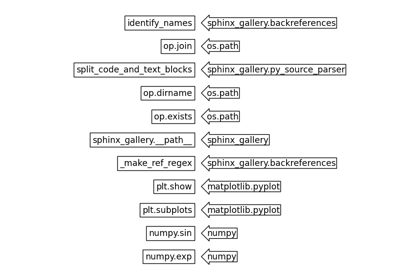 identify_names sphinx_gallery.backreferences
op.join os.path
split_code_and_text_blocks sphinx_gallery.py_source_parser
op.dirname os.path
op.exists os.path
sphinx_gallery.__path__ sphinx_gallery
_make_ref_regex sphinx_gallery.backreferences
plt.show matplotlib.pyplot
plt.subplots matplotlib.pyplot
numpy.sin numpy
numpy.exp numpy